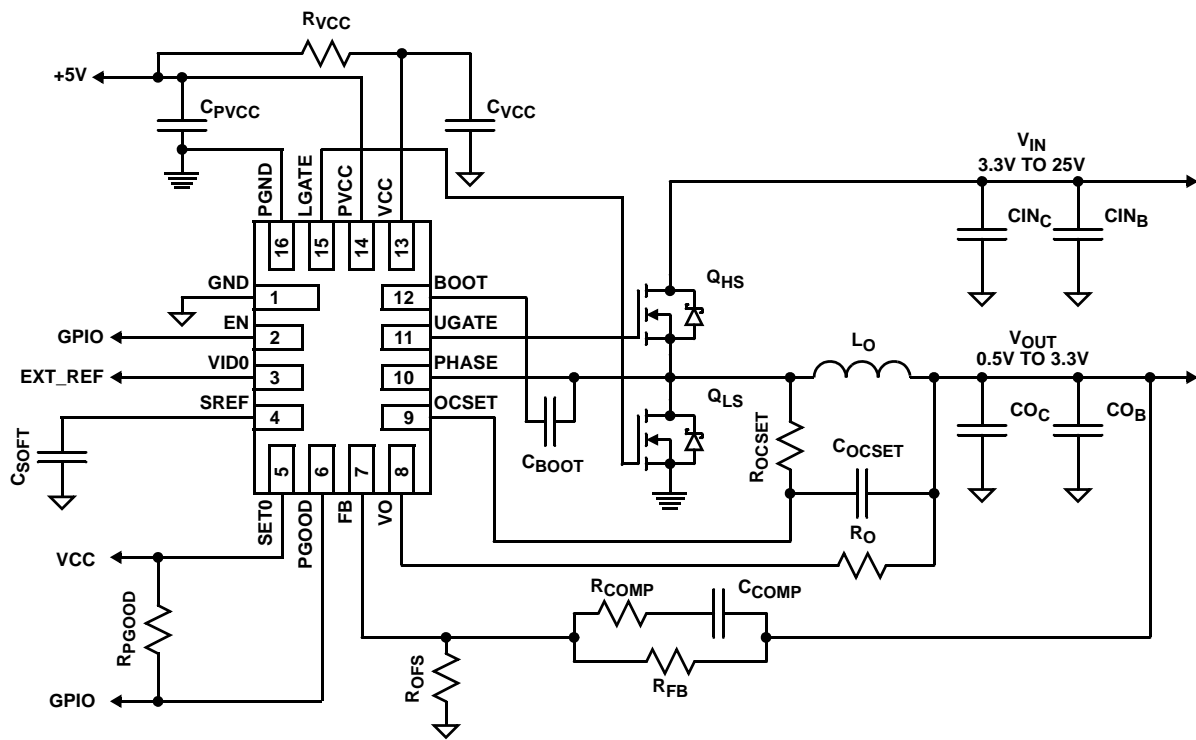 RVCC
+5V
CPVCC
CVCC
VIN
3.3V TO 25V
PGND
LGATE
PVCC
VCC
CINC
CINB
16
15
14
13
GND
1
12
BOOT
QHS
EN
GPIO
2
11
UGATE
LO
VOUT
0.5V TO 3.3V
VID0
EXT_REF
3
10
PHASE
QLS
SREF
4
9
OCSET
COC
COB
CSOFT
CBOOT
ROCSET
COCSET
5
6
7
8
SET0
PGOOD
FB
VO
RO
VCC
RPGOOD
RCOMP
CCOMP
ROFS
RFB
GPIO